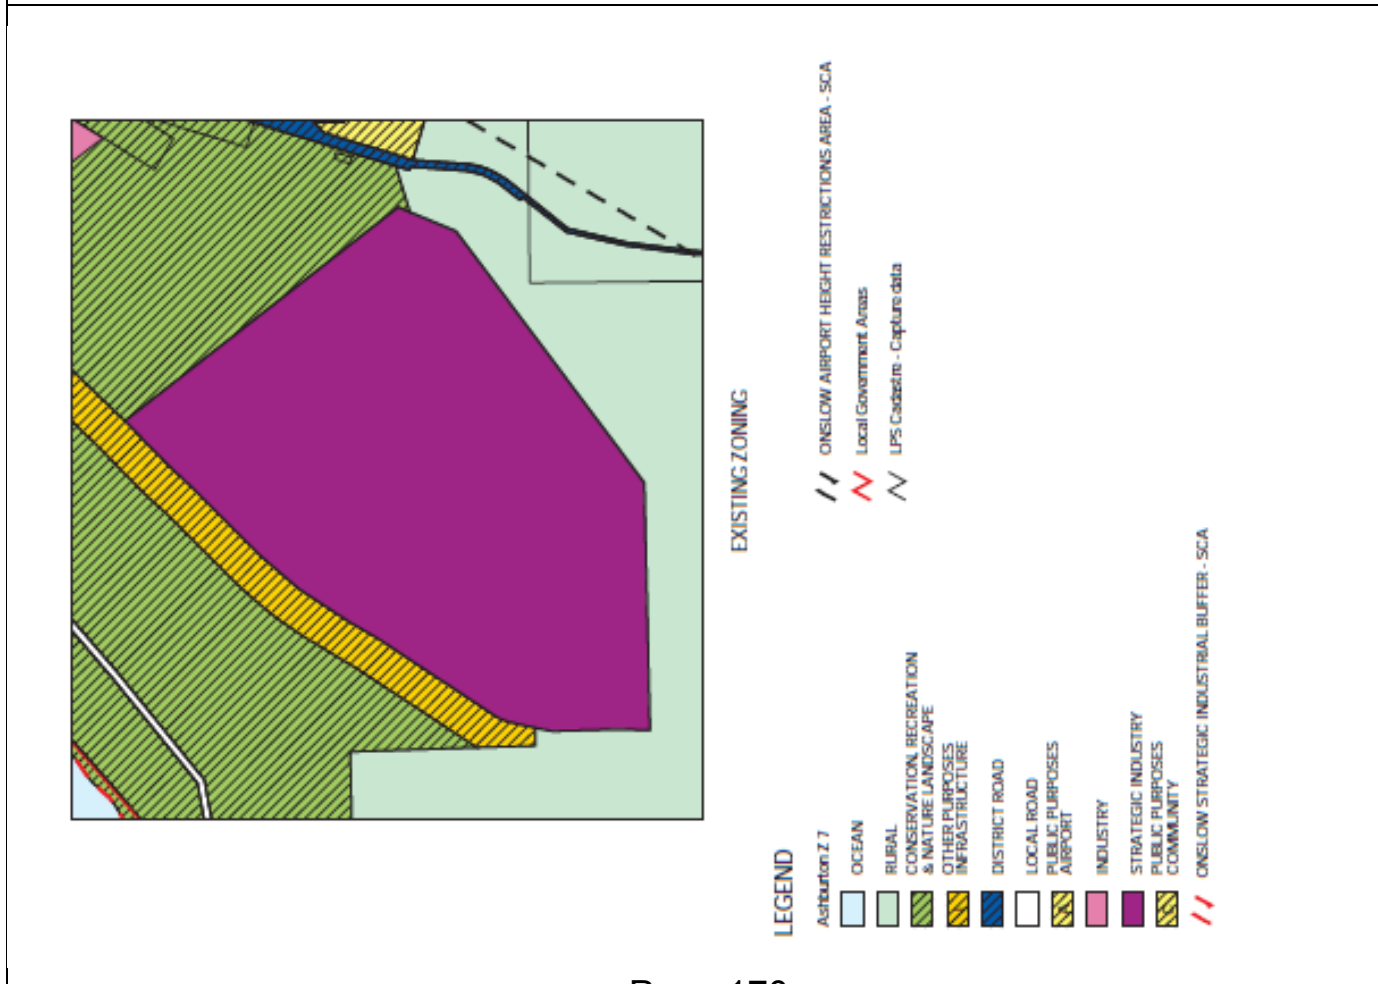 EXISTING ZONING
LEGEND
Ashburton Z 7
OCEAN
RURAL
CONSERVATION, RECREATION
& NATURE LANDSCAPE
OTHER PURPOSES
INFRASTRUCTURE
DISTRICT ROAD
LOCAL ROAD
PUBLIC PURPOSES
AIRPORT
INDUSTRY
STRATEGIC INDUSTRY
PUBLIC PURPOSES
COMMUNITY
ONSLOW STRATEGIC INDUSTRIAL BUFFER - SCA
ONSLOW AIRPORT HEIGHT RESTRICTIONS AREA - SCA
Local Government Areas
LPS Cadastre - Capture data